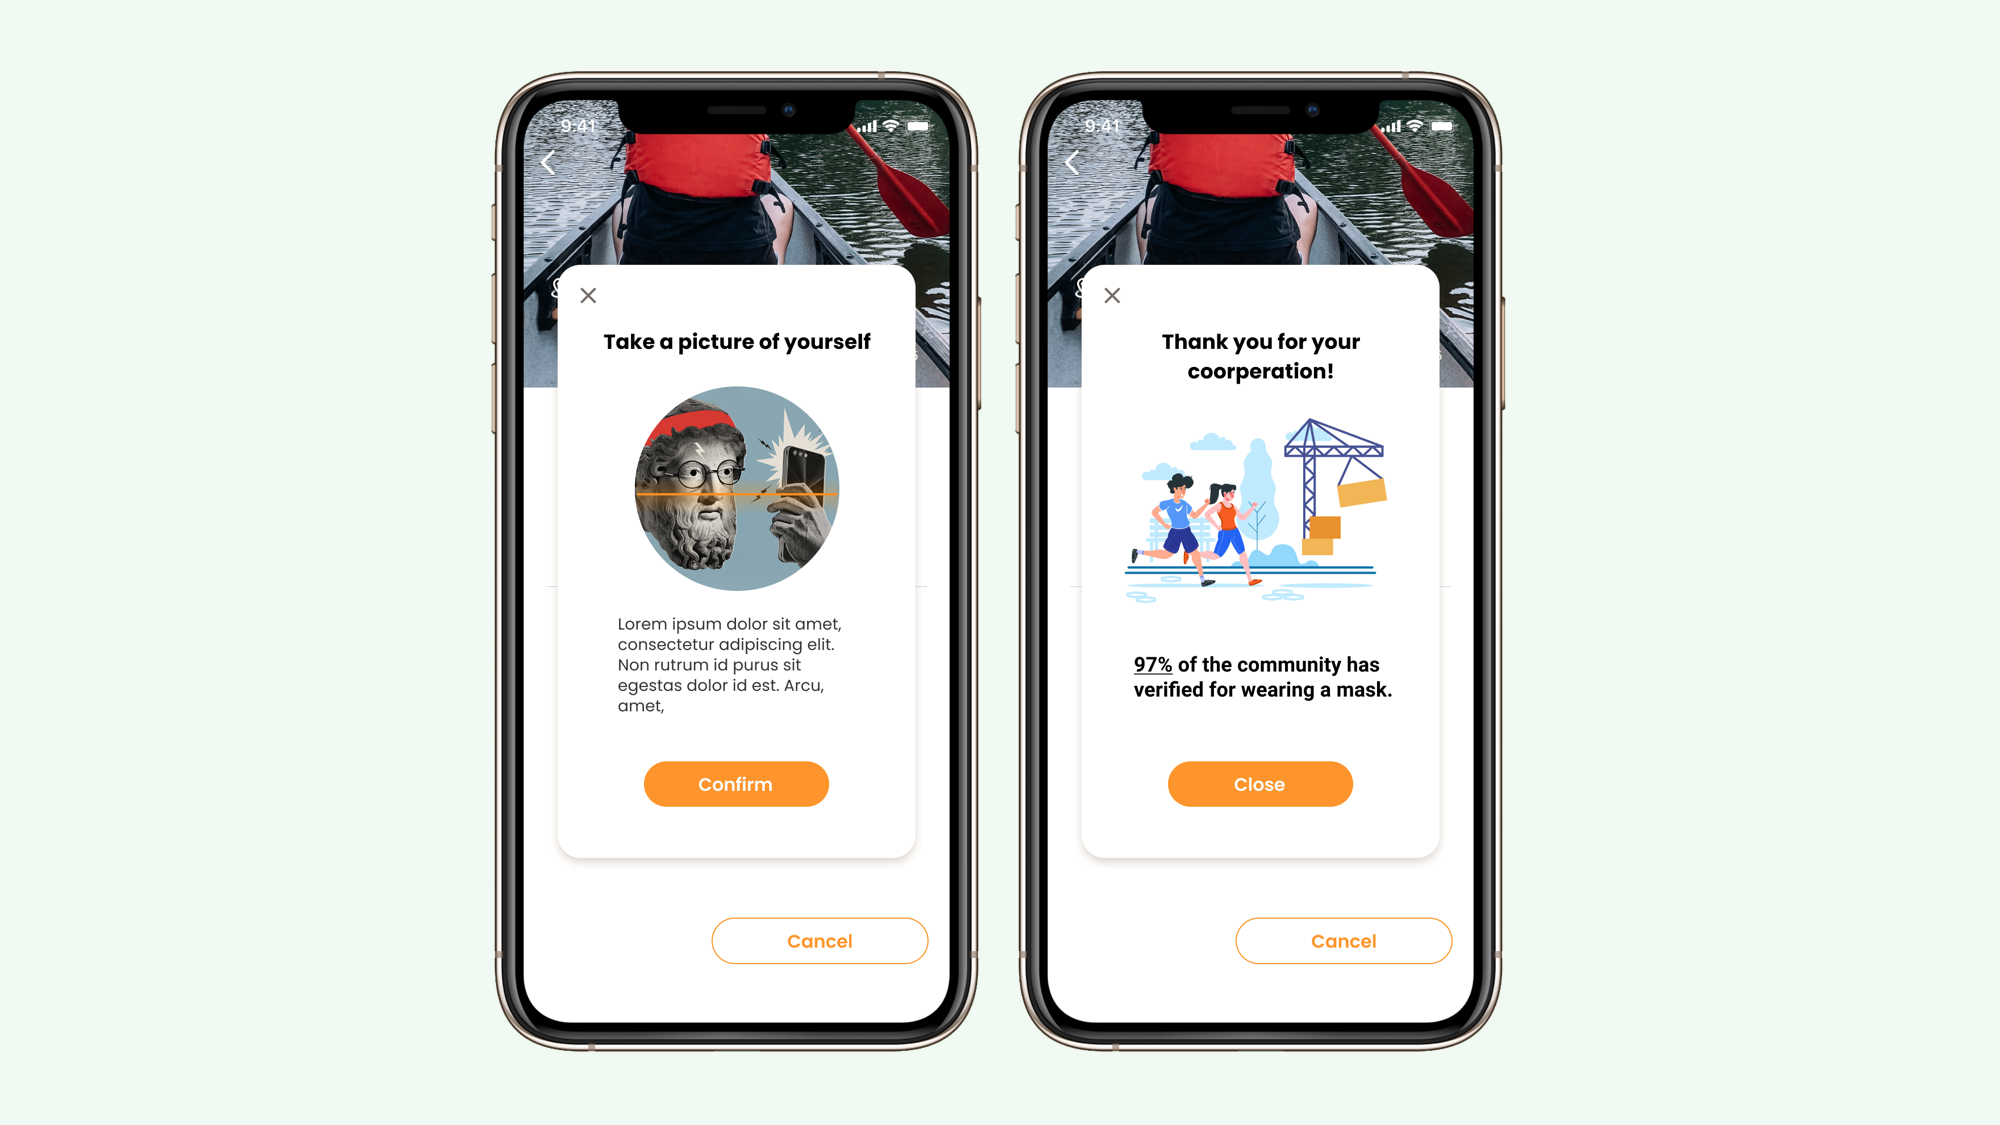 9:41
Take a picture of yourself
Lorem ipsum dolor sit amet,
consectetur adipiscing elit.
Non rutrum id purus sit
egestas dolor id est. Arcu,
amet,
Confirm
Cancel
9:41
Thank you for your
coorperation!
97% of the community has
verified for wearing a mask.
Close
Cancel